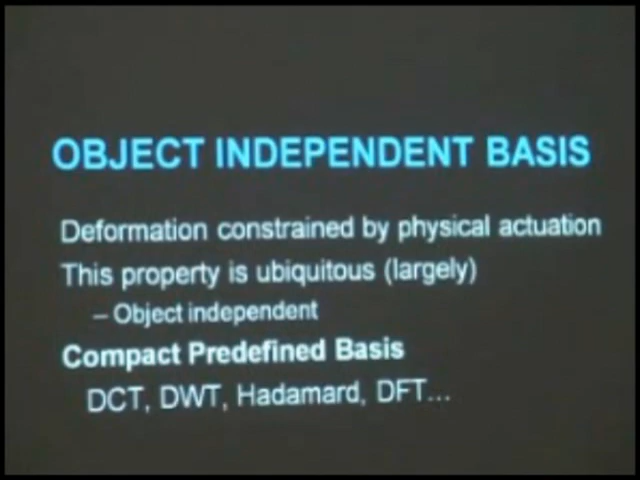 OBJECT INDEPENDENT BASIS
Deformation constrained by physical actuation
This property is ubiquitous (largely)
– Object independent
Compact Predefined Basis
DCT, DWT, Hadamard, DFT...